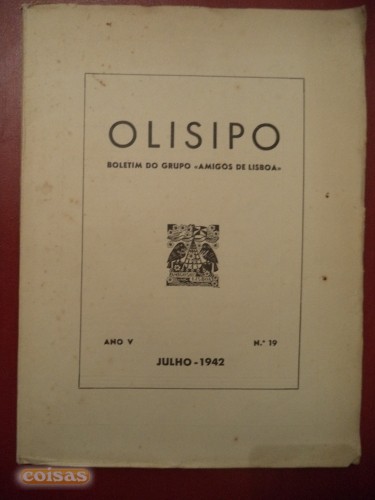 OLISIPO
BOLETIM DO GRUPO «AMIGOS DE LISBOA»
ANO V N.º 19
JULHO - 1942
coisas